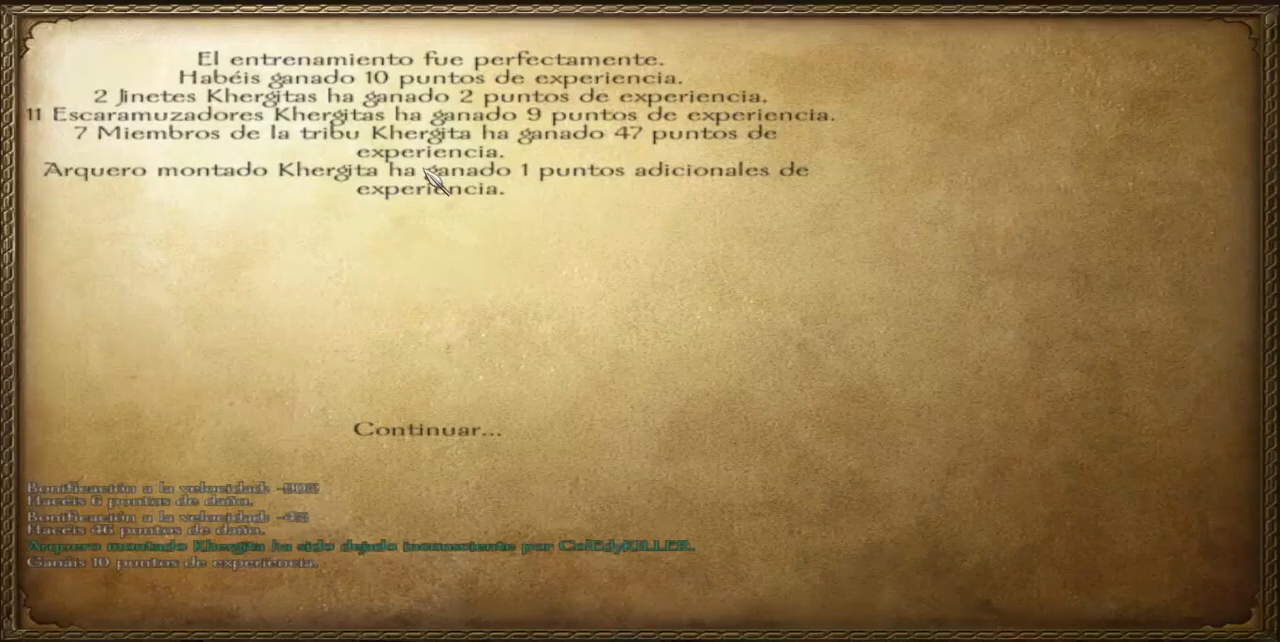 El entrenamiento fue perfectamente.
Habéis ganado 10 puntos de experiencia.
2 Jinetes Khergitas ha ganado 2 puntos de experiencia.
11 Escaramuzadores Khergitas ha ganado 9 puntos de experiencia.
7 Miembros de la tribu Khergita ha ganado 47 puntos de
experiencia.
Arquero montado Khergita ha ganado 1 puntos adicionales de
experiencia.
Continuar...
Bonificación a la velocidad:
Hacéis 6 puntos de daño.
Bonificación a la velocidad:
Hacéis 46 puntos de daño.
Arquero montado Khergita ha sido dejado inconsciente por
Ganáis 10 puntos de experiencia.